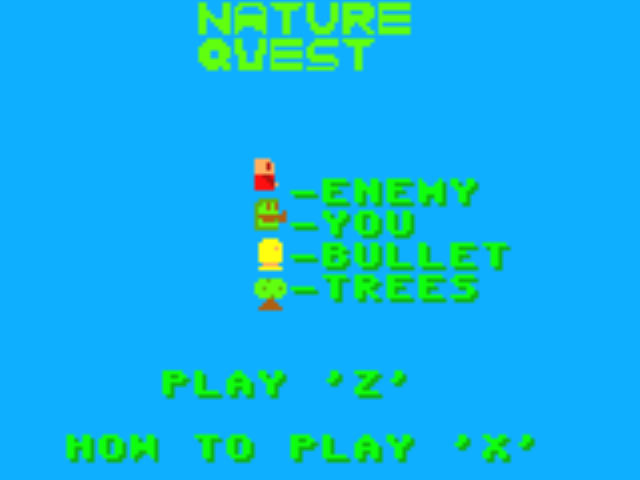 NATURE
QUEST
-ENEMY
-YOU
-BULLET
-TREES
PLAY 'Z'
HOW TO PLAY 'X'